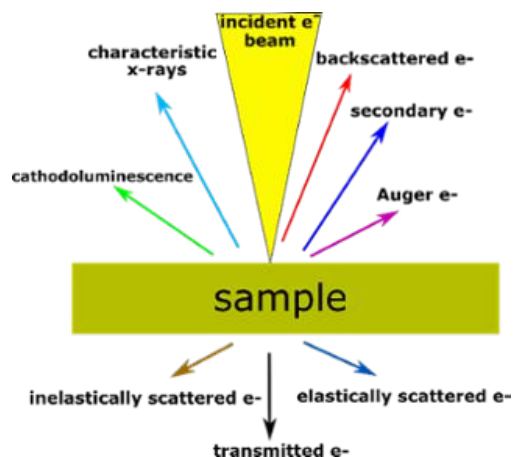 incident e⁻
beam
characteristic
x-rays
backscattered e-
secondary e-
cathodoluminescence
Auger e-
sample
inelastically scattered e-
elastically scattered e-
transmitted e-